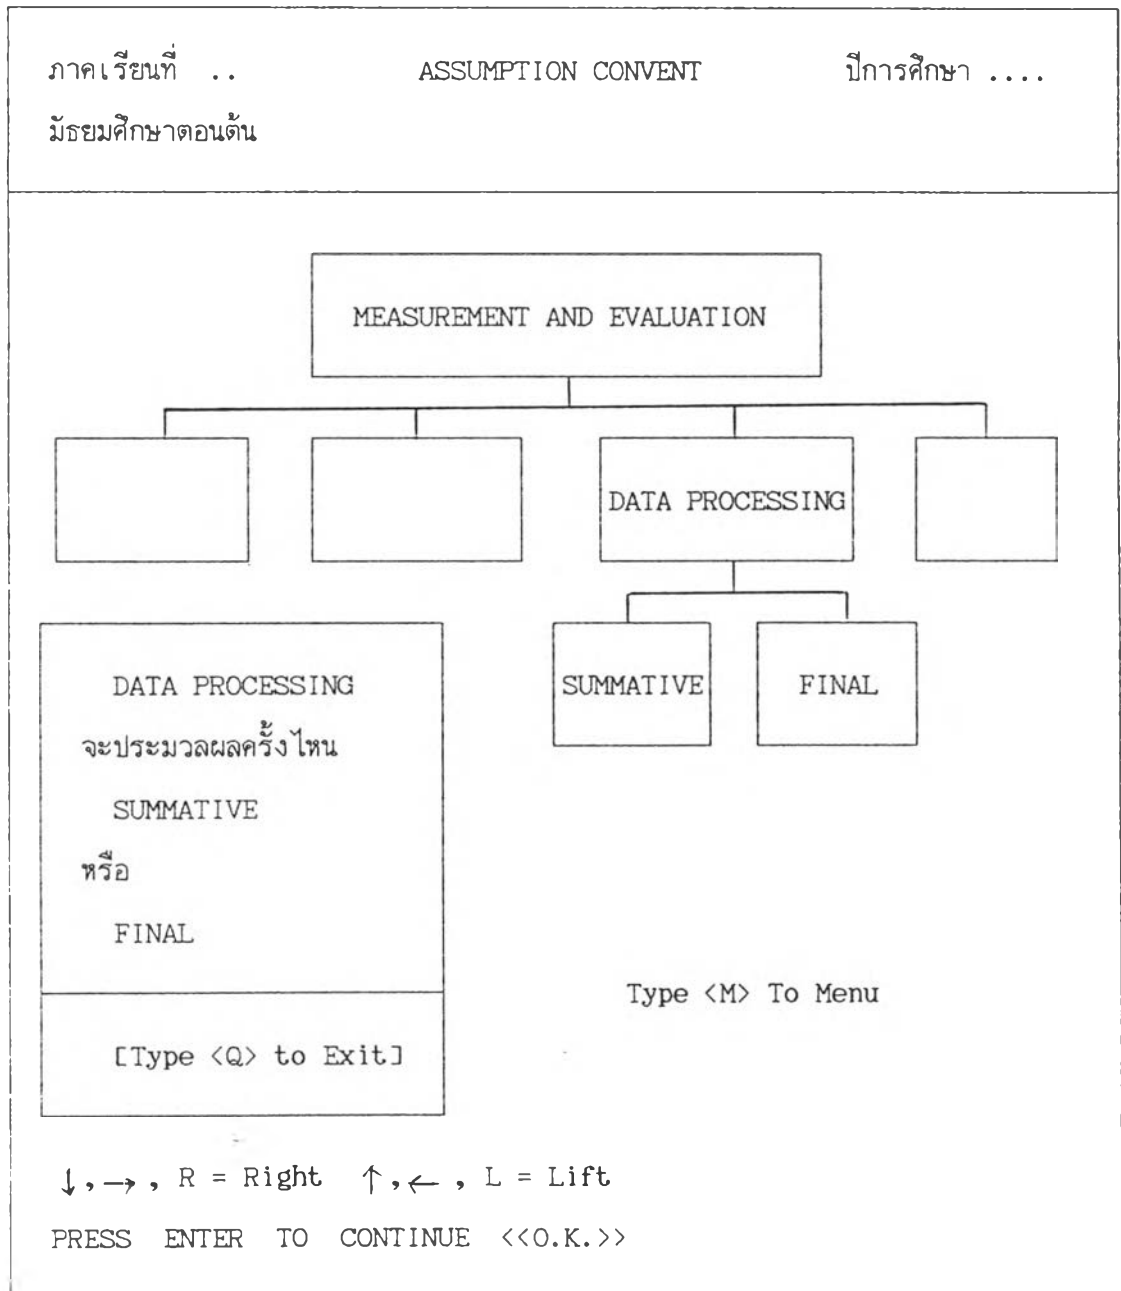 ภาคเรียนที่ .. ASSUMPTION CONVENT ปีการศึกษา ....
มัธยมศึกษาตอนต้น
MEASUREMENT AND EVALUATION
DATA PROCESSING
SUMMATIVE FINAL
DATA PROCESSING
จะประมวลผลครั้งไหน
SUMMATIVE
หรือ
FINAL
Type <M> To Menu
[Type <Q> to Exit]
↓,→, R = Right ↑,←, L = Lift
PRESS ENTER TO CONTINUE <<O.K.>>